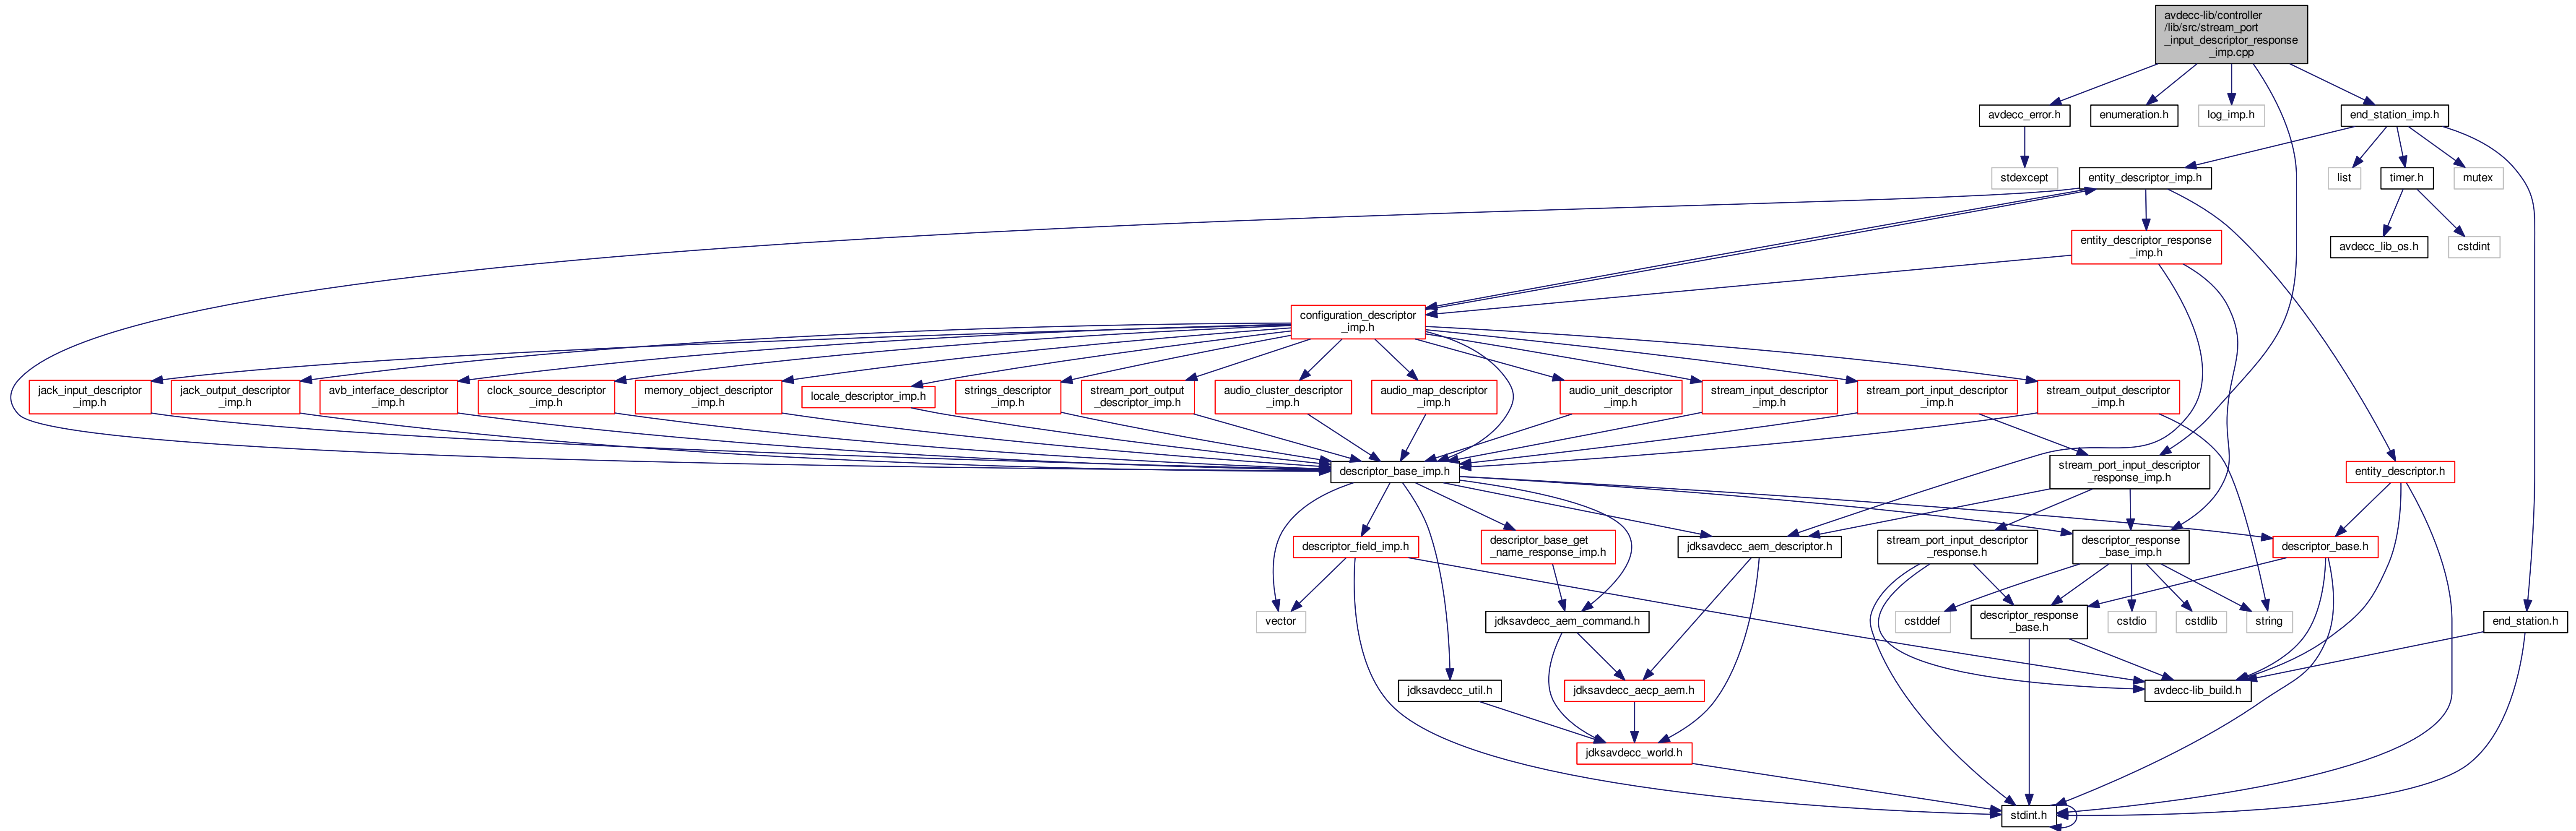 avdecc-lib/controller
/lib/src/stream_port
_input_descriptor_response
_imp.cpp
avdecc_error.h
enumeration.h
log_imp.h
end_station_imp.h
stdexcept
entity_descriptor_imp.h
list
timer.h
mutex
entity_descriptor_response
_imp.h
avdecc_lib_os.h
cstdint
configuration_descriptor
_imp.h
jack_input_descriptor
_imp.h
jack_output_descriptor
_imp.h
avb_interface_descriptor
_imp.h
clock_source_descriptor
_imp.h
memory_object_descriptor
_imp.h
locale_descriptor_imp.h
strings_descriptor
_imp.h
stream_port_output
_descriptor_imp.h
audio_cluster_descriptor
_imp.h
audio_map_descriptor
_imp.h
audio_unit_descriptor
_imp.h
stream_input_descriptor
_imp.h
stream_port_input_descriptor
_imp.h
stream_output_descriptor
_imp.h
descriptor_base_imp.h
stream_port_input_descriptor
_response_imp.h
entity_descriptor.h
descriptor_field_imp.h
descriptor_base_get
_name_response_imp.h
jdksavdecc_aem_descriptor.h
stream_port_input_descriptor
_response.h
descriptor_response
_base_imp.h
descriptor_base.h
vector
jdksavdecc_aem_command.h
cstddef
descriptor_response
_base.h
cstdio
cstdlib
string
end_station.h
jdksavdecc_util.h
jdksavdecc_aecp_aem.h
avdecc-lib_build.h
jdksavdecc_world.h
stdint.h